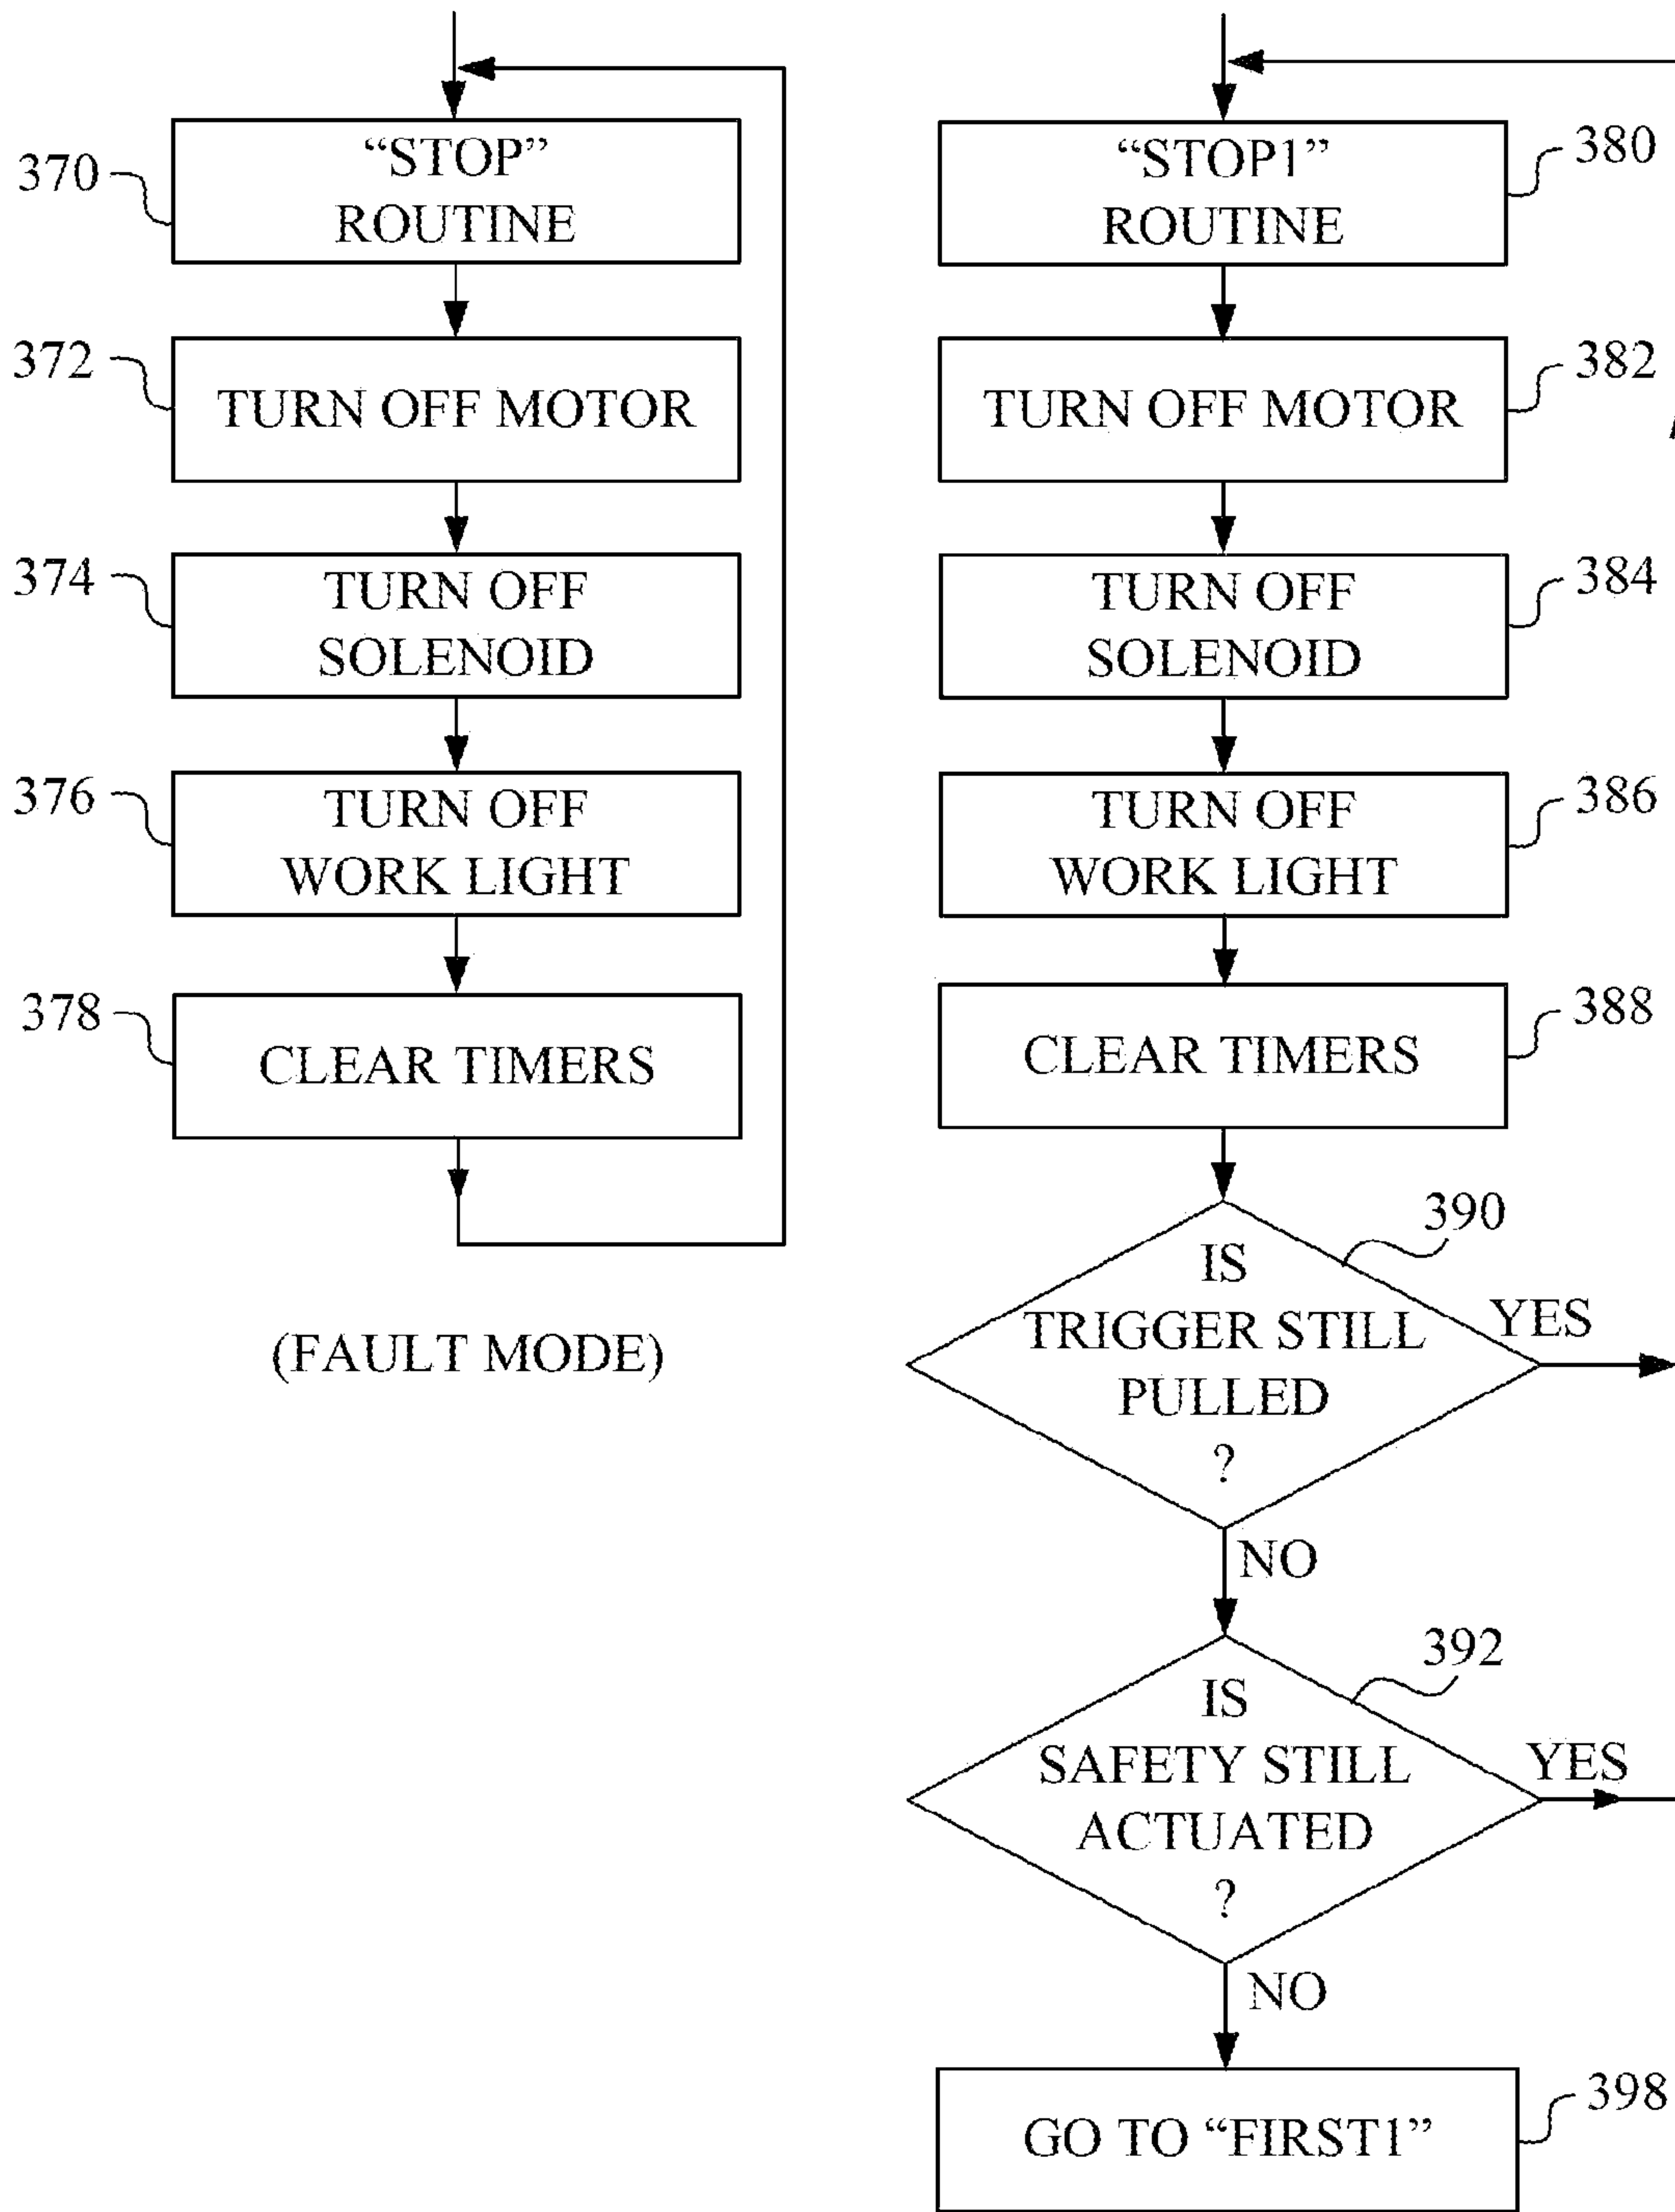 370
“STOP”
ROUTINE
372
TURN OFF MOTOR
374
TURN OFF
SOLENOID
376
TURN OFF
WORK LIGHT
378
CLEAR TIMERS
(FAULT MODE)
“STOP1”
ROUTINE
380
TURN OFF MOTOR
382
TURN OFF
SOLENOID
384
TURN OFF
WORK LIGHT
386
CLEAR TIMERS
388
390
IS
TRIGGER STILL
PULLED
?
YES
NO
392
IS
SAFETY STILL
ACTUATED
?
YES
NO
GO TO “FIRST1”
398